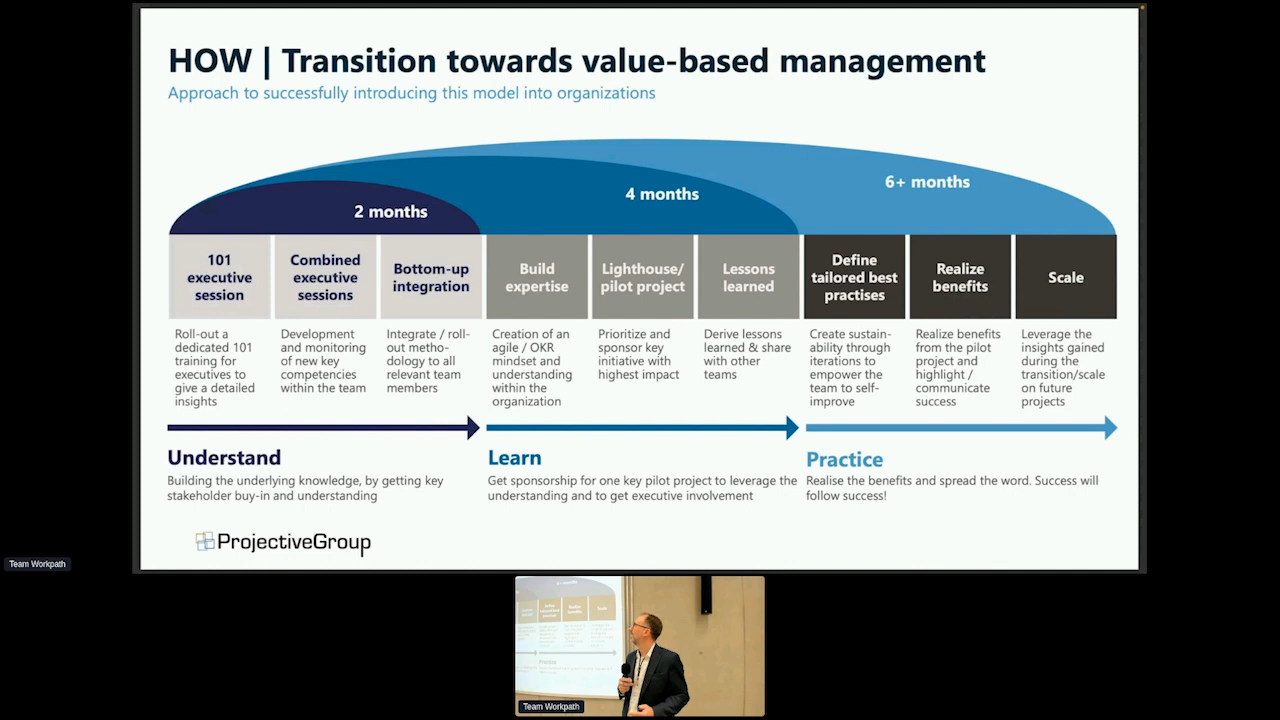 HOW | Transition towards value-based management
Approach to successfully introducing this model into organizations
2 months
4 months
6+ months
101
executive
session
Combined
executive
sessions
Bottom-up
integration
Build
expertise
Lighthouse/
pilot project
Lessons
learned
Define
tailored best
practises
Realize
benefits
Scale
Roll-out a
dedicated 101
training for
executives to
give a detailed
insights
Development
and monitoring
of new key
competencies
within the team
Integrate / roll-
out metho-
dology to all
relevant team
members
Creation of an
agile / OKR
mindset and
understanding
within the
organization
Prioritize and
sponsor key
initiative with
highest impact
Derive lessons
learned & share
with other
teams
Create sustain-
ability through
iterations to
empower the
team to self-
improve
Realize benefits
from the pilot
project and
highlight /
communicate
success
Leverage the
insights gained
during the
transition/scale
on future
projects
Understand
Building the underlying knowledge, by getting key
stakeholder buy-in and understanding
Learn
Get sponsorship for one key pilot project to leverage the
understanding and to get executive involvement
Practice
Realise the benefits and spread the word. Success will
follow success!
ProjectiveGroup
Team Workpath
Team Workpath